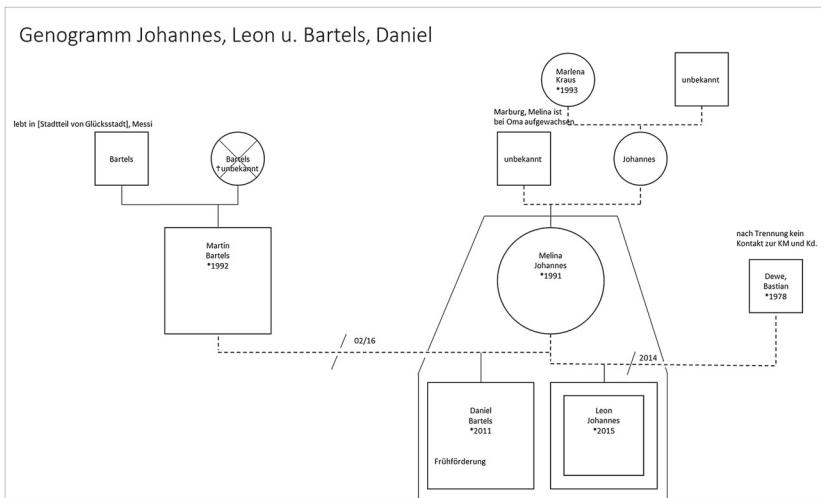 Genogramm Johannes, Leon u. Bartels, Daniel
Marlena
Kraus
*1993
unbekannt
lebt in [Stadtteil von Glücksstadt], Messi
Marburg, Melina ist
bei Oma aufgewachsen
Bartels
Bartels
†unbekannt
unbekannt
Johannes
Martin
Bartels
*1992
Melina
Johannes
*1991
nach Trennung kein
Kontakt zur KM und Kd.
Dewe,
Bastian
*1978
02/16
2014
Daniel
Bartels
*2011
Frühförderung
Leon
Johannes
*2015